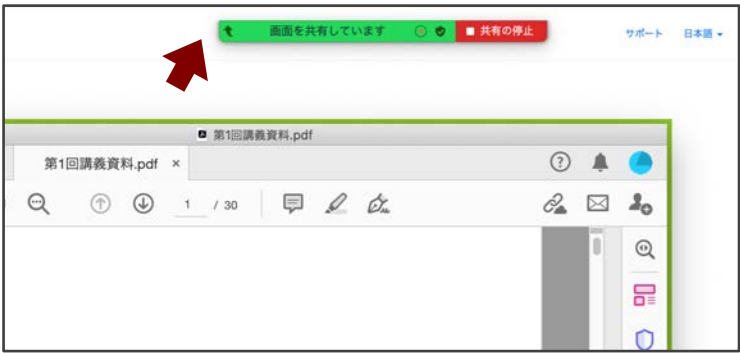 画面を共有しています
共有の停止
サポート 日本語
第1回講義資料.pdf
第1回講義資料.pdf ×
1 / 30